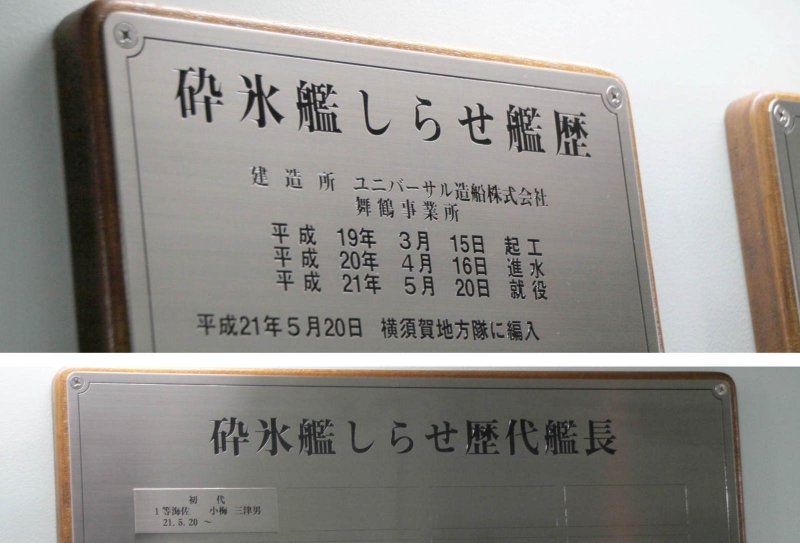 砕氷艦しらせ艦歴
建造所 ユニバーサル造船株式会社
舞鶴事業所
平成 19年 3月 15日 起工
平成 20年 4月 16日 進水
平成 21年 5月 20日 就役
平成21年5月20日 横須賀地方隊に編入
砕氷艦しらせ歴代艦長
初代
1等海佐 小梅 三津男
21.5.20 ～